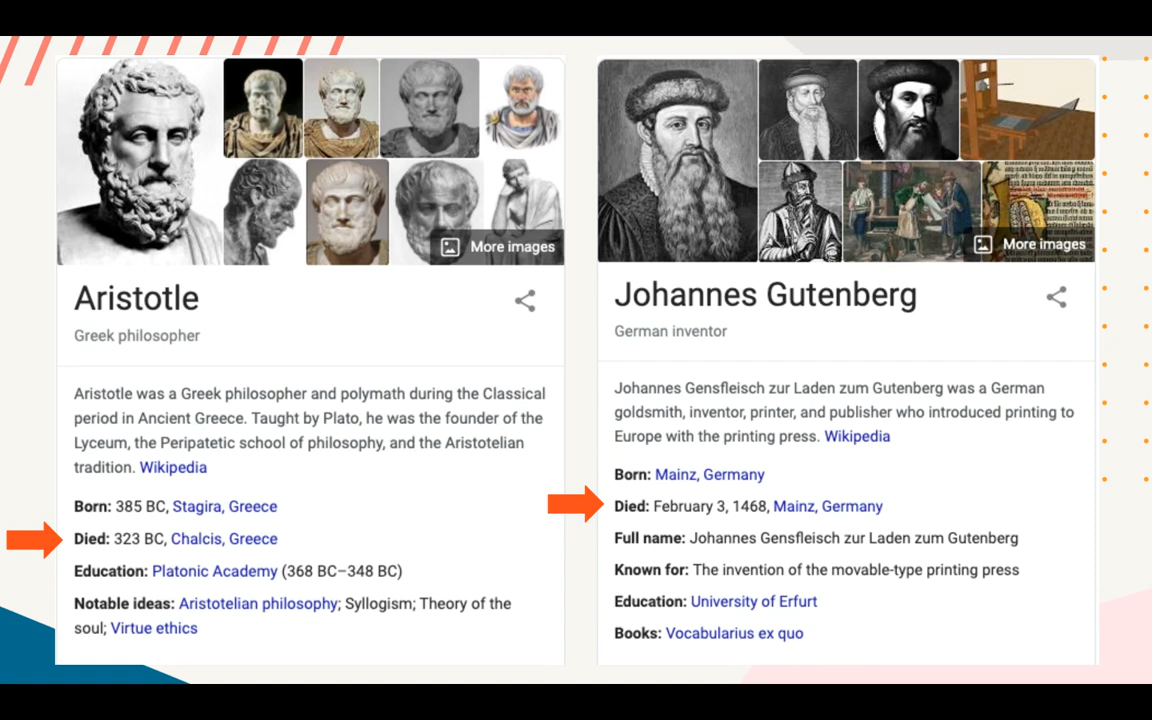 More images
Aristotle
Greek philosopher
Aristotle was a Greek philosopher and polymath during the Classical
period in Ancient Greece. Taught by Plato, he was the founder of the
Lyceum, the Peripatetic school of philosophy, and the Aristotelian
tradition. Wikipedia
Born: 385 BC, Stagira, Greece
Died: 323 BC, Chalcis, Greece
Education: Platonic Academy (368 BC–348 BC)
Notable ideas: Aristotelian philosophy; Syllogism; Theory of the
soul; Virtue ethics
More images
Johannes Gutenberg
German inventor
Johannes Gensfleisch zur Laden zum Gutenberg was a German
goldsmith, inventor, printer, and publisher who introduced printing to
Europe with the printing press. Wikipedia
Born: Mainz, Germany
Died: February 3, 1468, Mainz, Germany
Full name: Johannes Gensfleisch zur Laden zum Gutenberg
Known for: The invention of the movable-type printing press
Education: University of Erfurt
Books: Vocabularius ex quo